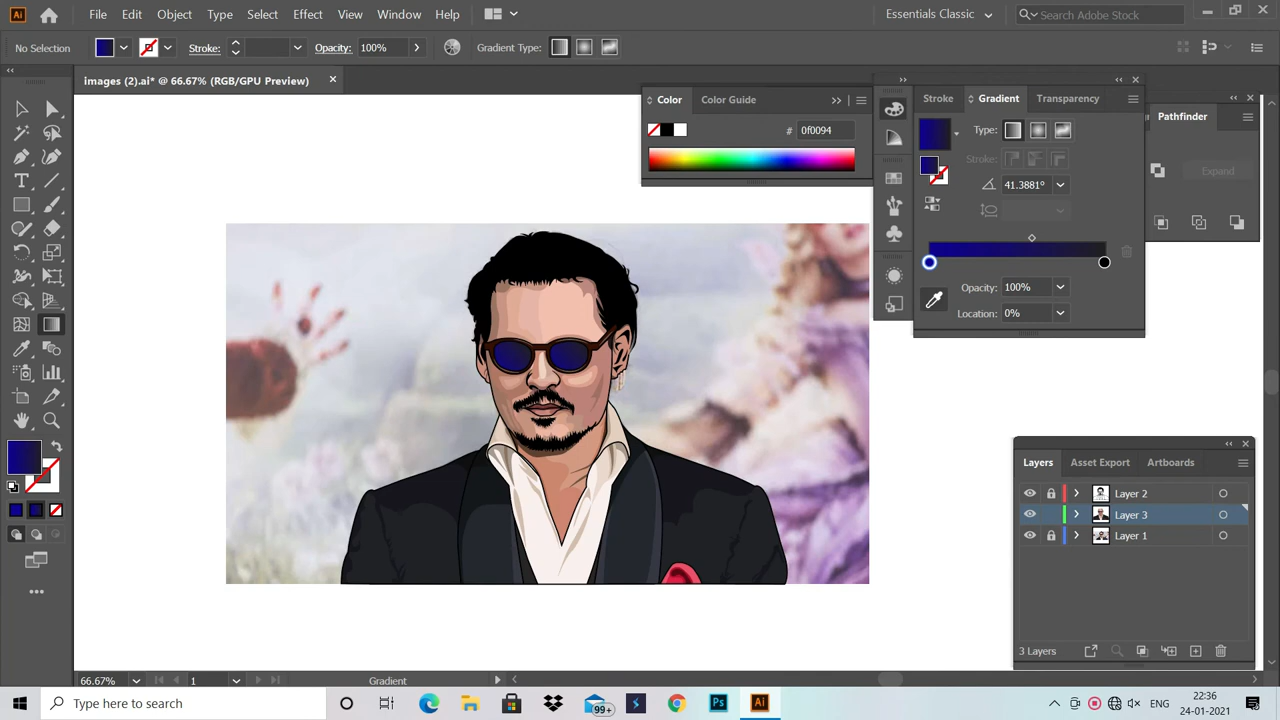 Ai File Edit Object Type Select Effect View Window Help Essentials Classic Search Adobe Stock
No Selection Stroke: Opacity: 100% Gradient Type:
images (2).ai* @ 66.67% (RGB/GPU Preview)
Color Color Guide
# 0f0094
Stroke Gradient Transparency
Type:
Stroke:
41.3881°
Opacity: 100%
Location: 0%
Pathfinder
Expand
Layers Asset Export Artboards
Layer 2
Layer 3
Layer 1
3 Layers
66.67% 1 Gradient
Type here to search
99+
Ps
Ai
ENG
22:36
24-01-2021